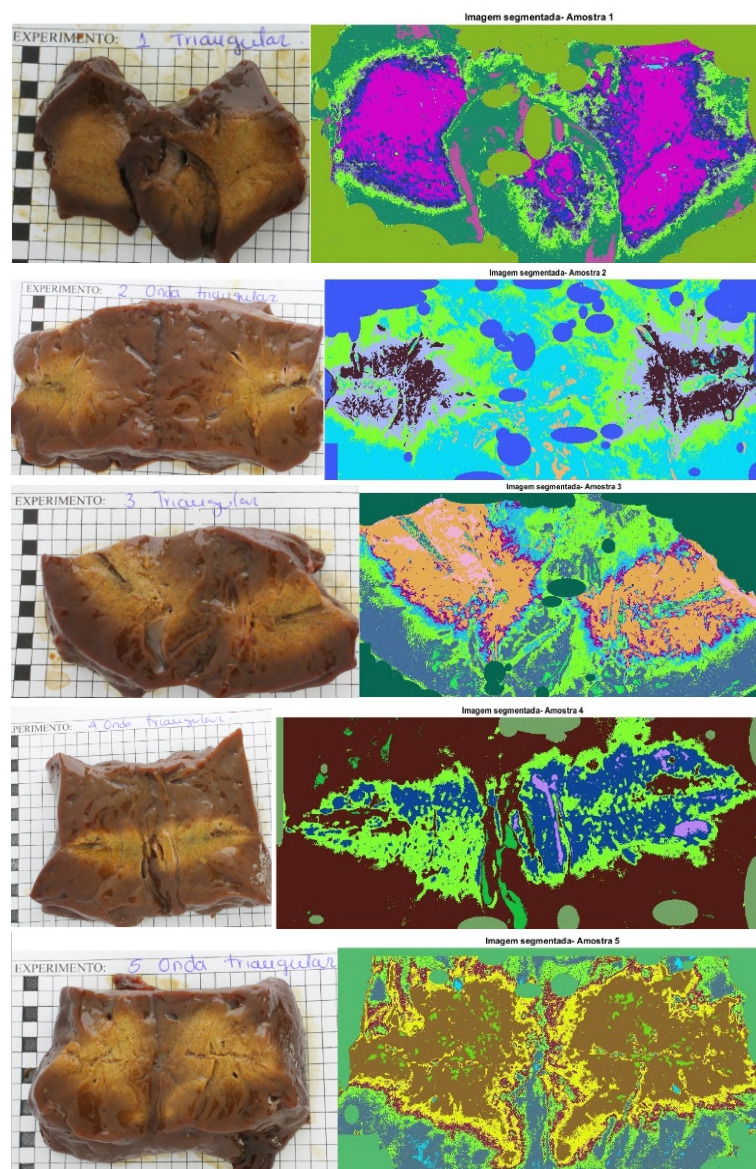 Imagem segmentada- Amostra 1
EXPERIMENTO: 1 Triangular.
Imagem segmentada- Amostra 2
EXPERIMENTO: 2 Onda triangular
Imagem segmentada- Amostra 3
EXPERIMENTO: 3 Triangular
Imagem segmentada- Amostra 4
PERIMENTO: 4 Onda triangular.
Imagem segmentada- Amostra 5
EXPERIMENTO: 5 Onda triangular